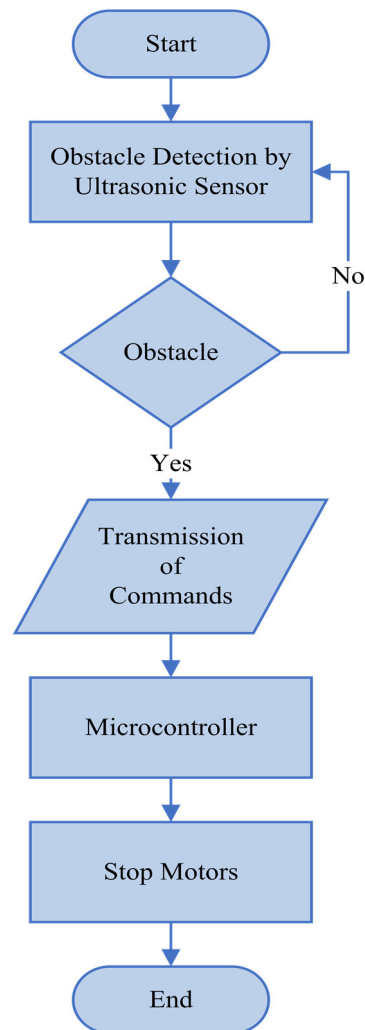 Start
Obstacle Detection by
Ultrasonic Sensor
No
Obstacle
Yes
Transmission
of
Commands
Microcontroller
Stop Motors
End